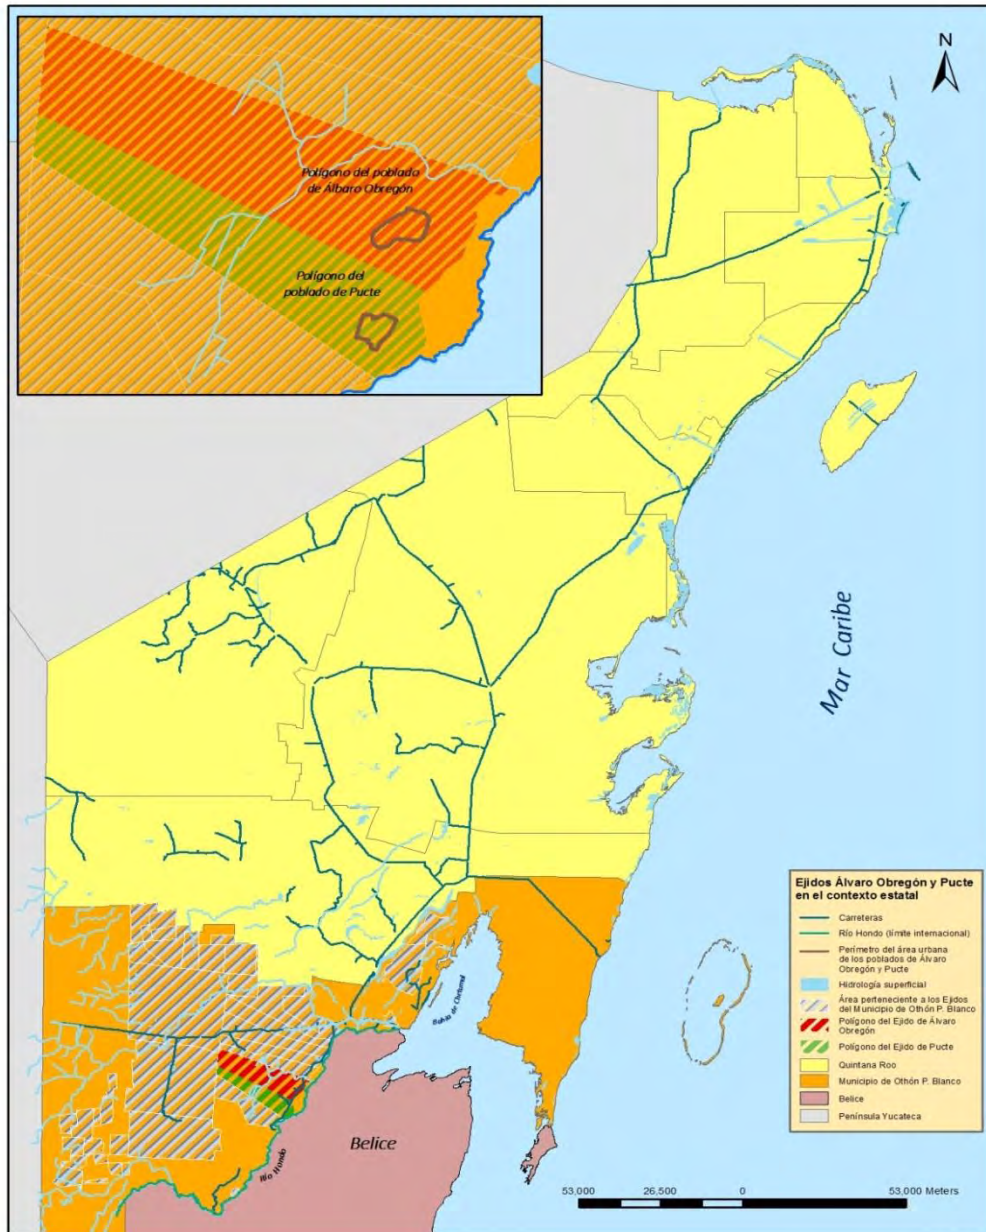 Polígono del poblado
de Álbaro Obregón
Polígono del
poblado de Pucte
N
Mar Caribe
Bahía de Chetumal
Belice
Río Hondo
Ejidos Álvaro Obregón y Pucte
en el contexto estatal
Carreteras
Río Hondo (límite internacional)
Perímetro del área urbana
de los poblados de Álvaro
Obregón y Pucte
Hidrología superficial
Área perteneciente a los Ejidos
del Municipio de Othón P. Blanco
Polígono del Ejido de Álvaro
Obregón
Polígono del Ejido de Pucte
Quintana Roo
Municipio de Othón P. Blanco
Belice
Península Yucateca
53,000 26,500 0 53,000 Meters